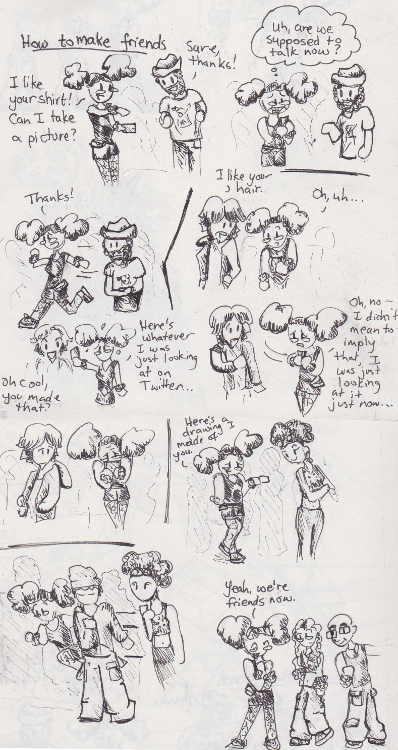 How to make friends
I like
your shirt!
Can I take
a picture?
Sure,
thanks!
Uh, are we
supposed to
talk now?
Thanks!
I like your
hair..
Oh, uh...
Here's
whatever
I was
just looking
at on
Twitter...
Oh cool,
you made
that?
Oh, no-
I didn't
mean to
imply
that, I
was just
looking
at it
just now...
Here's a
drawing I
made of
you.
Yeah, we're
friends now.